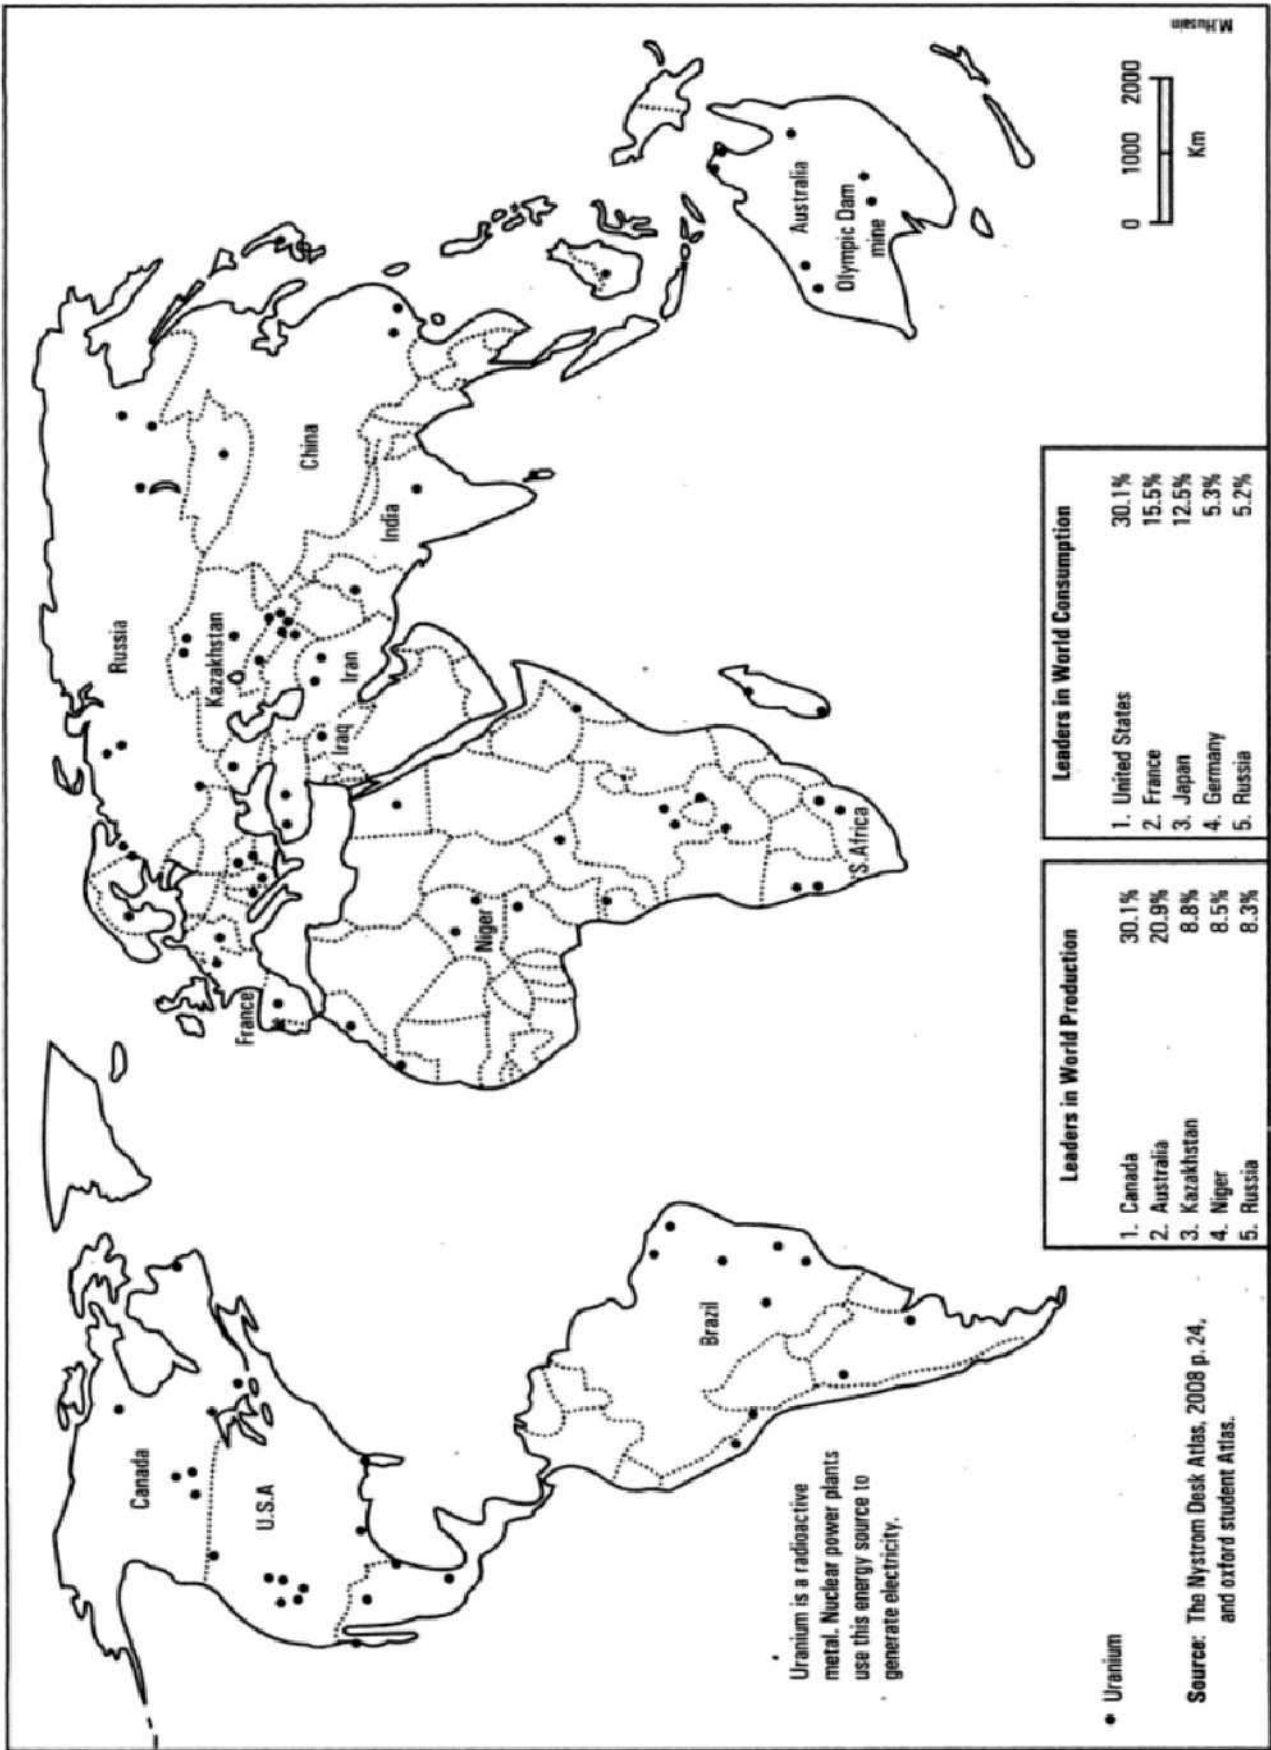 Canada
U.S.A
Brazil
France
Niger
S. Africa
Russia
Kazakhstan
Iraq
Iran
China
India
Australia
Olympic Dam
mine
Uranium is a radioactive
metal. Nuclear power plants
use this energy source to
generate electricity.
• Uranium
Source: The Nystrom Desk Atlas, 2008 p. 24,
and oxford student Atlas.
Leaders in World Production
1. Canada 30.1%
2. Australia 20.9%
3. Kazakhstan 8.8%
4. Niger 8.5%
5. Russia 8.3%
Leaders in World Consumption
1. United States 30.1%
2. France 15.5%
3. Japan 12.5%
4. Germany 5.3%
5. Russia 5.2%
0 1000 2000
Km
M.Husain